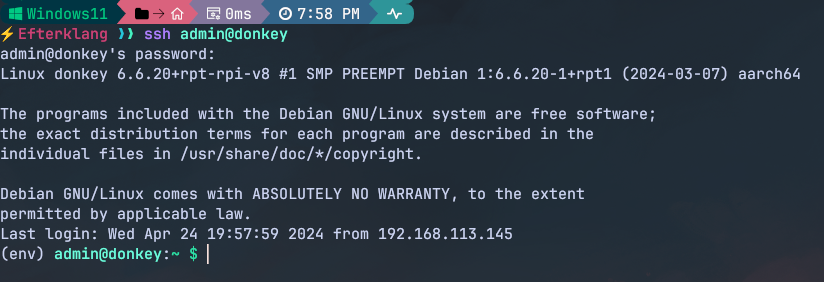 Windows11 → 0ms 7:58 PM
Efterklang ❯❯ ssh admin@donkey
admin@donkey's password:
Linux donkey 6.6.20+rpt-rpi-v8 #1 SMP PREEMPT Debian 1:6.6.20-1+rpt1 (2024-03-07) aarch64
The programs included with the Debian GNU/Linux system are free software;
the exact distribution terms for each program are described in the
individual files in /usr/share/doc/*/copyright.
Debian GNU/Linux comes with ABSOLUTELY NO WARRANTY, to the extent
permitted by applicable law.
Last login: Wed Apr 24 19:57:59 2024 from 192.168.113.145
(env) admin@donkey:~ $